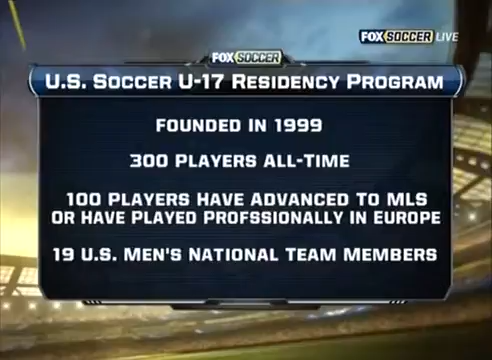 FOX SOCCER LIVE
FOX SOCCER
U.S. SOCCER U-17 RESIDENCY PROGRAM
FOUNDED IN 1999
300 PLAYERS ALL-TIME
100 PLAYERS HAVE ADVANCED TO MLS
OR HAVE PLAYED PROFSSIONALLY IN EUROPE
19 U.S. MEN'S NATIONAL TEAM MEMBERS